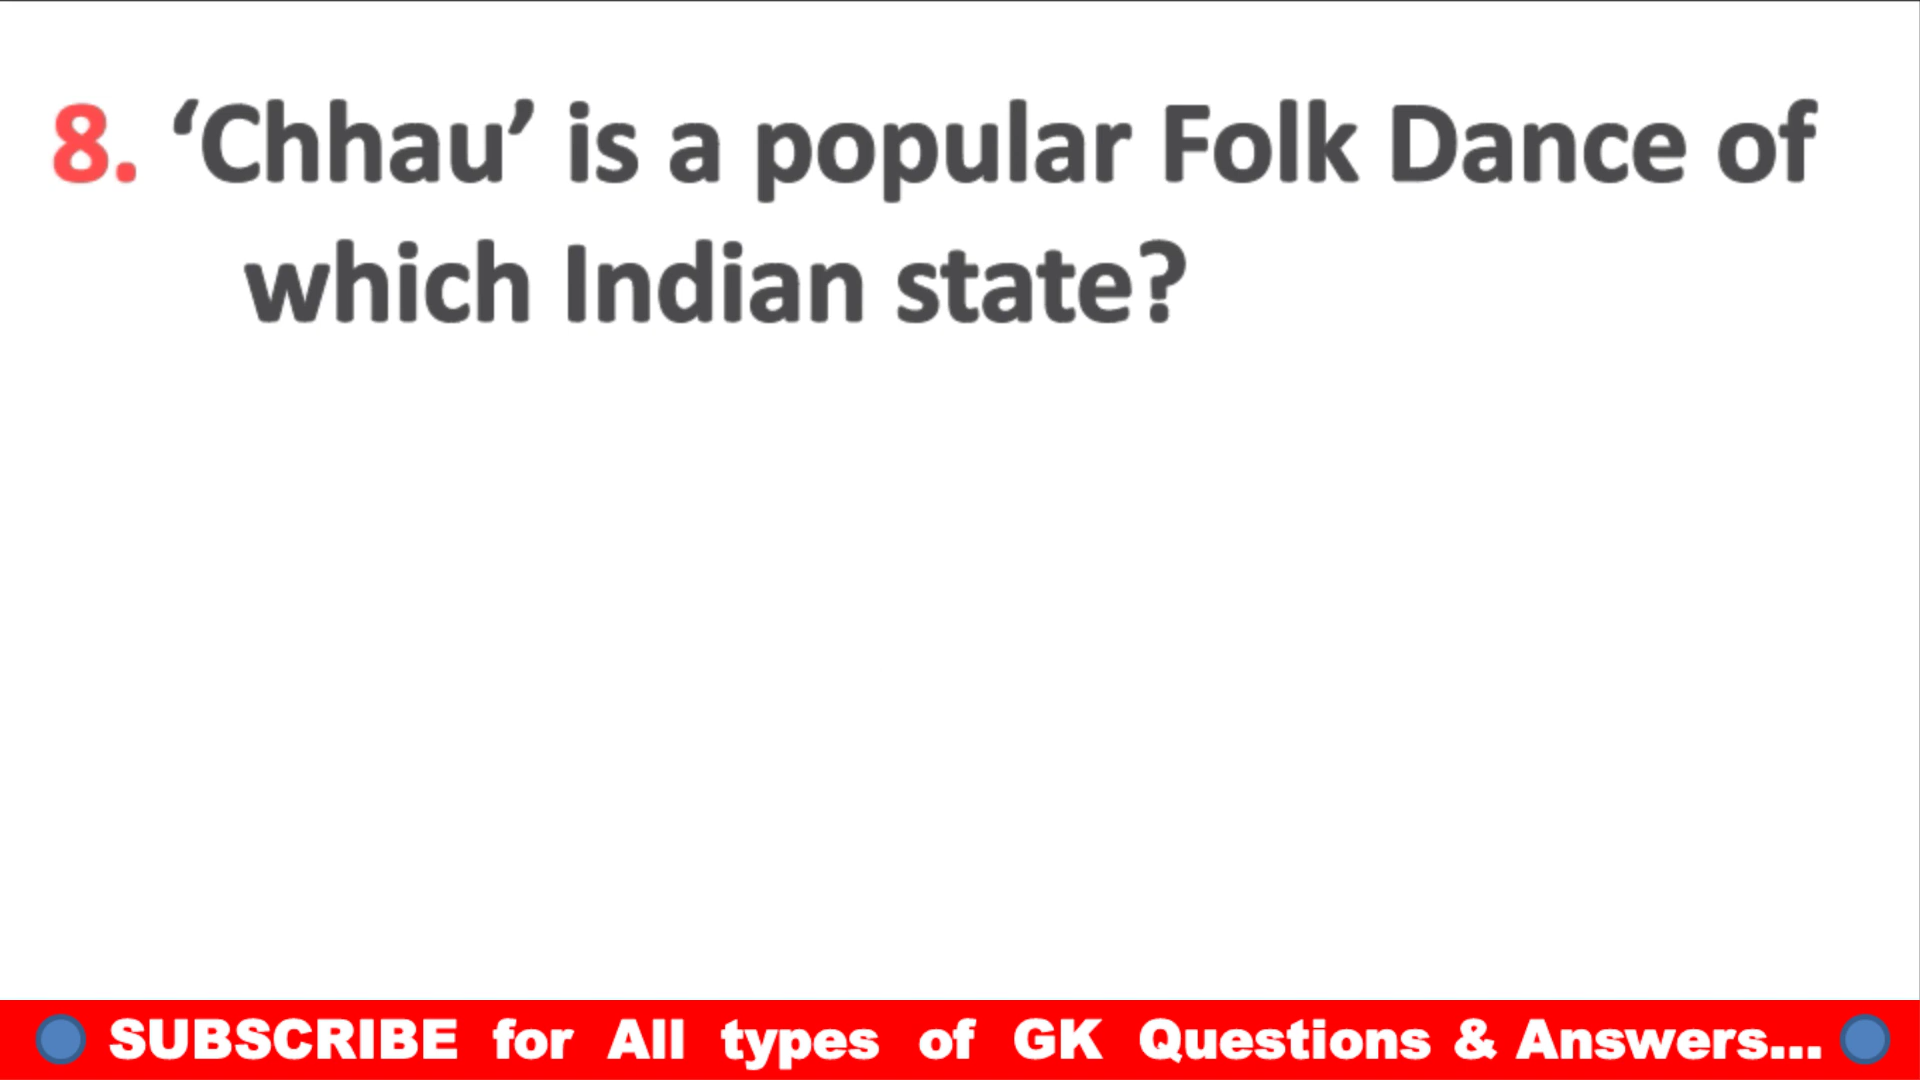 8. ‘Chhau’ is a popular Folk Dance of
which Indian state?
SUBSCRIBE for All types of GK Questions & Answers...